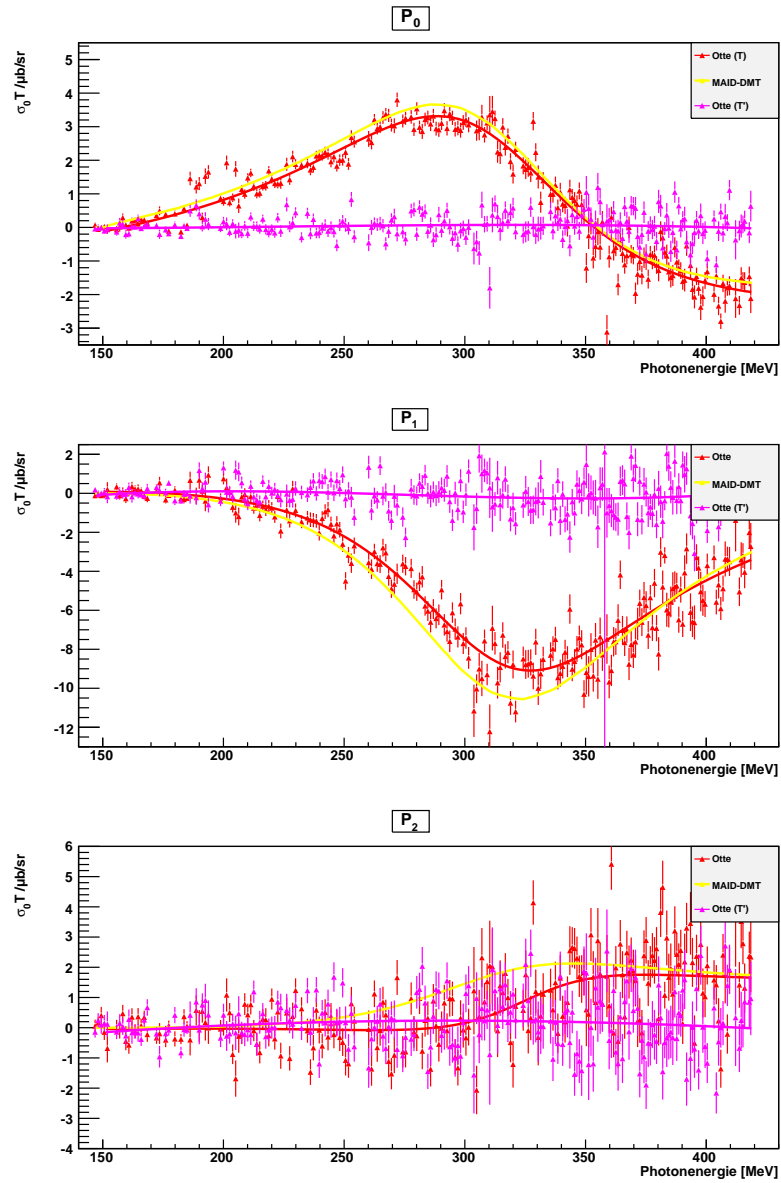 P₀
σ₀T /μb/sr
5
4
3
2
1
0
-1
-2
-3
Otte (T)
MAID-DMT
Otte (T')
150 200 250 300 350 400
Photonenergie [MeV]
P₁
σ₀T /μb/sr
2
0
-2
-4
-6
-8
-10
-12
Otte
MAID-DMT
Otte (T')
150 200 250 300 350 400
Photonenergie [MeV]
P₂
σ₀T /μb/sr
6
5
4
3
2
1
0
-1
-2
-3
-4
Otte
MAID-DMT
Otte (T')
150 200 250 300 350 400
Photonenergie [MeV]